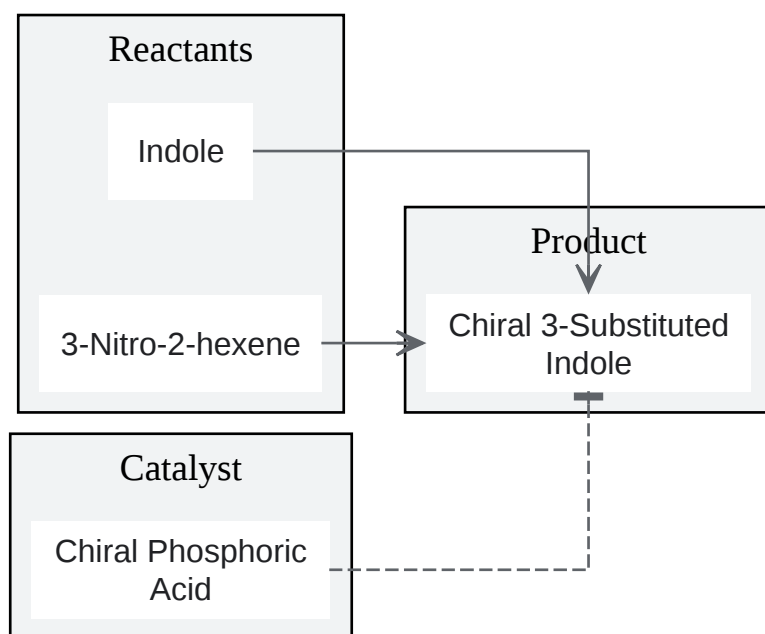 Reactants
Indole
3-Nitro-2-hexene
Product
Chiral 3-Substituted
Indole
Catalyst
Chiral Phosphoric
Acid